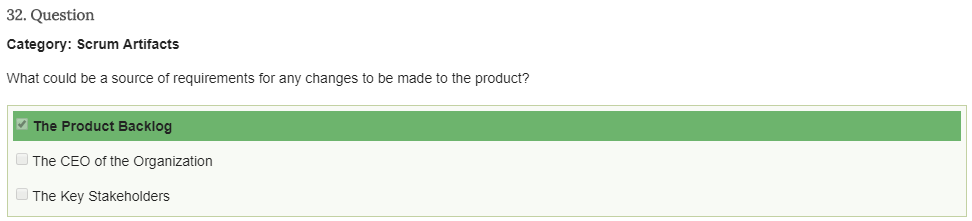 32. Question
Category: Scrum Artifacts
What could be a source of requirements for any changes to be made to the product?
The Product Backlog
The CEO of the Organization
The Key Stakeholders